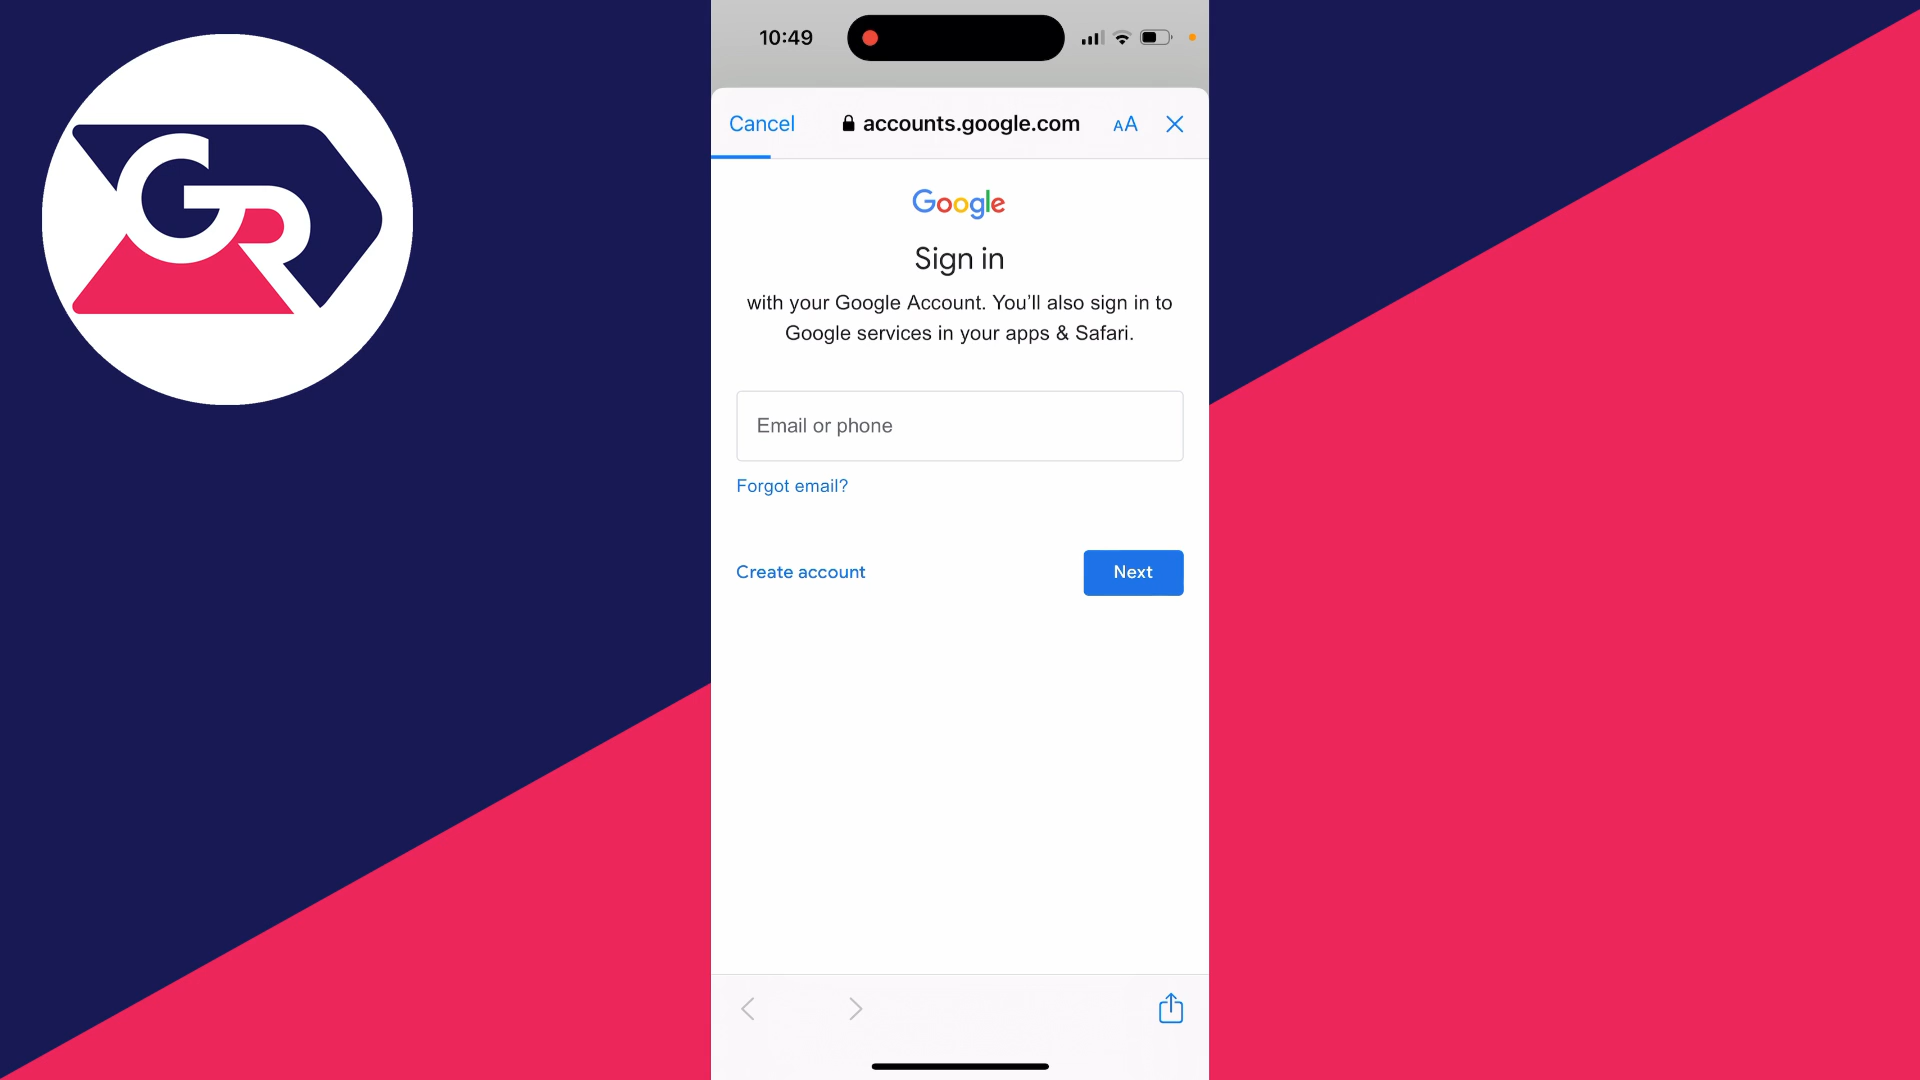 GR
10:49
Cancel
accounts.google.com
AA
Google
Sign in
with your Google Account. You'll also sign in to
Google services in your apps & Safari.
Email or phone
Forgot email?
Create account
Next